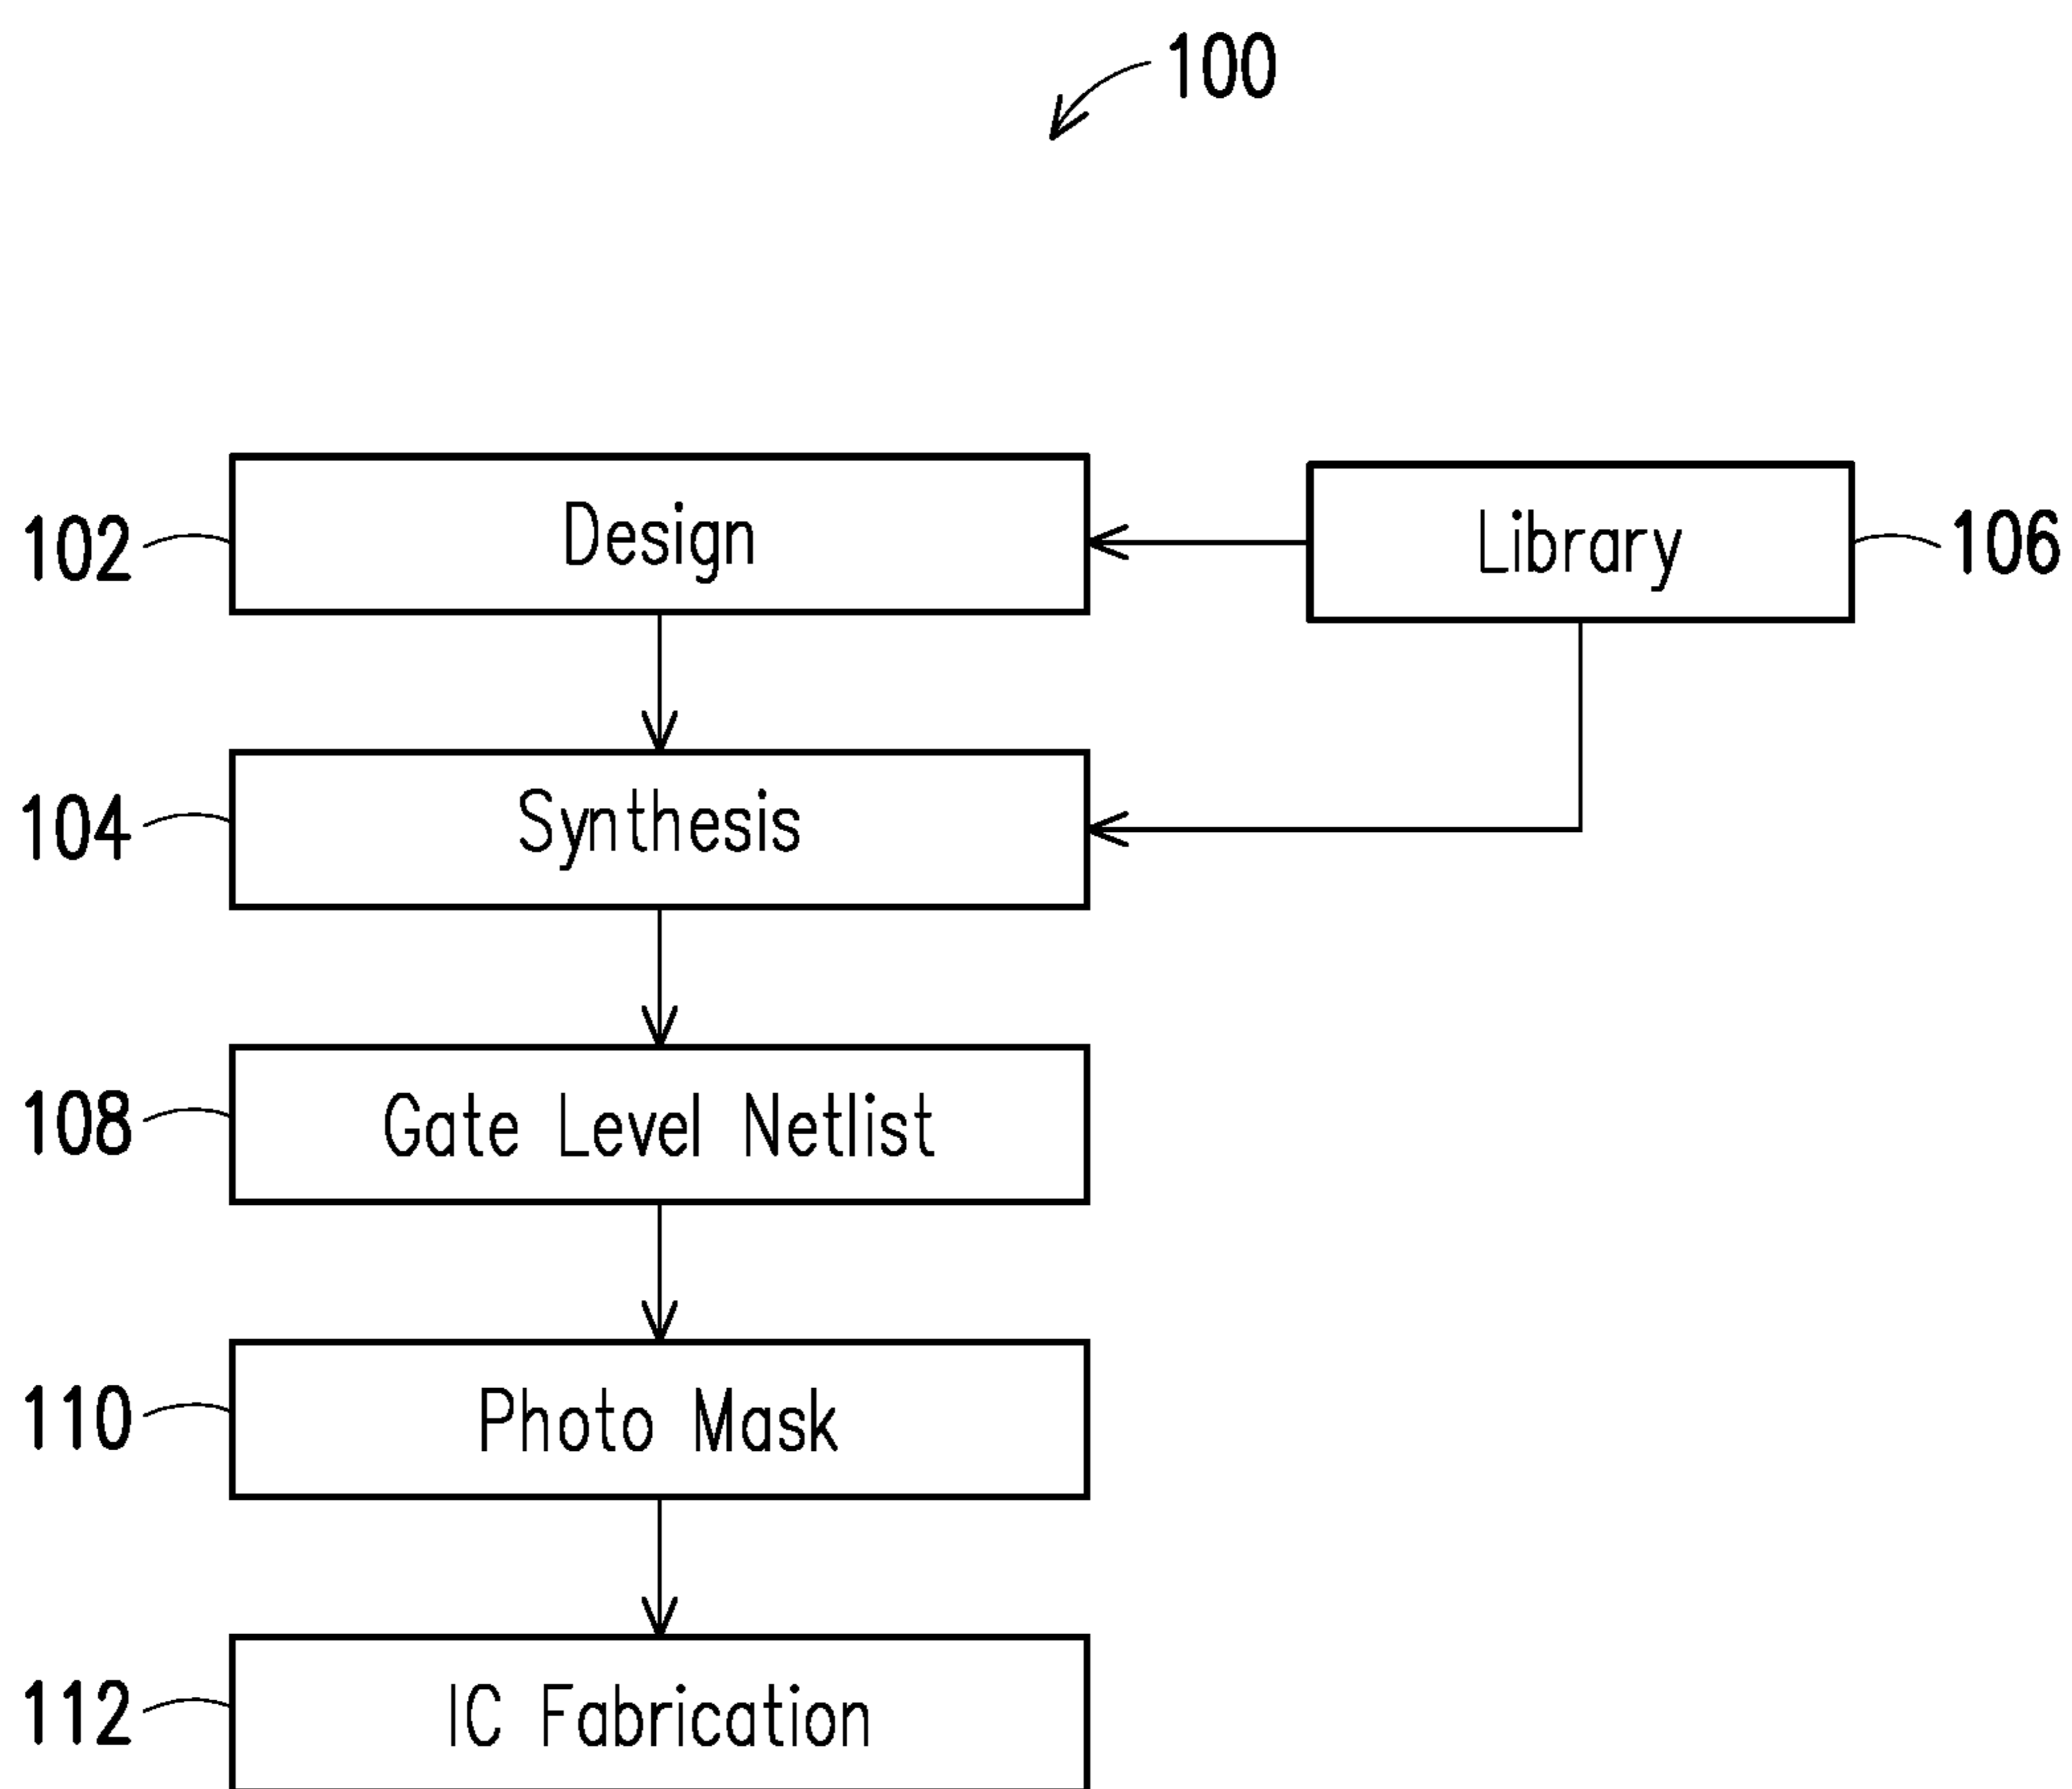 100
102
Design
Library
106
104
Synthesis
108
Gate Level Netlist
110
Photo Mask
112
IC Fabrication